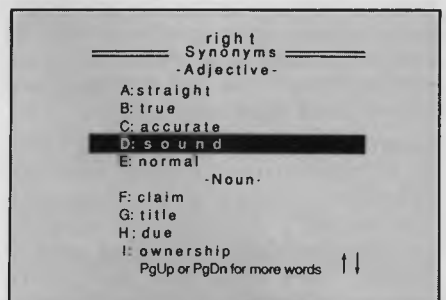 right
Synonyms
-Adjective-
A: straight
B: true
C: accurate
D: sound
E: normal
-Noun-
F: claim
G: title
H: due
I: ownership
PgUp or PgDn for more words ↑↓